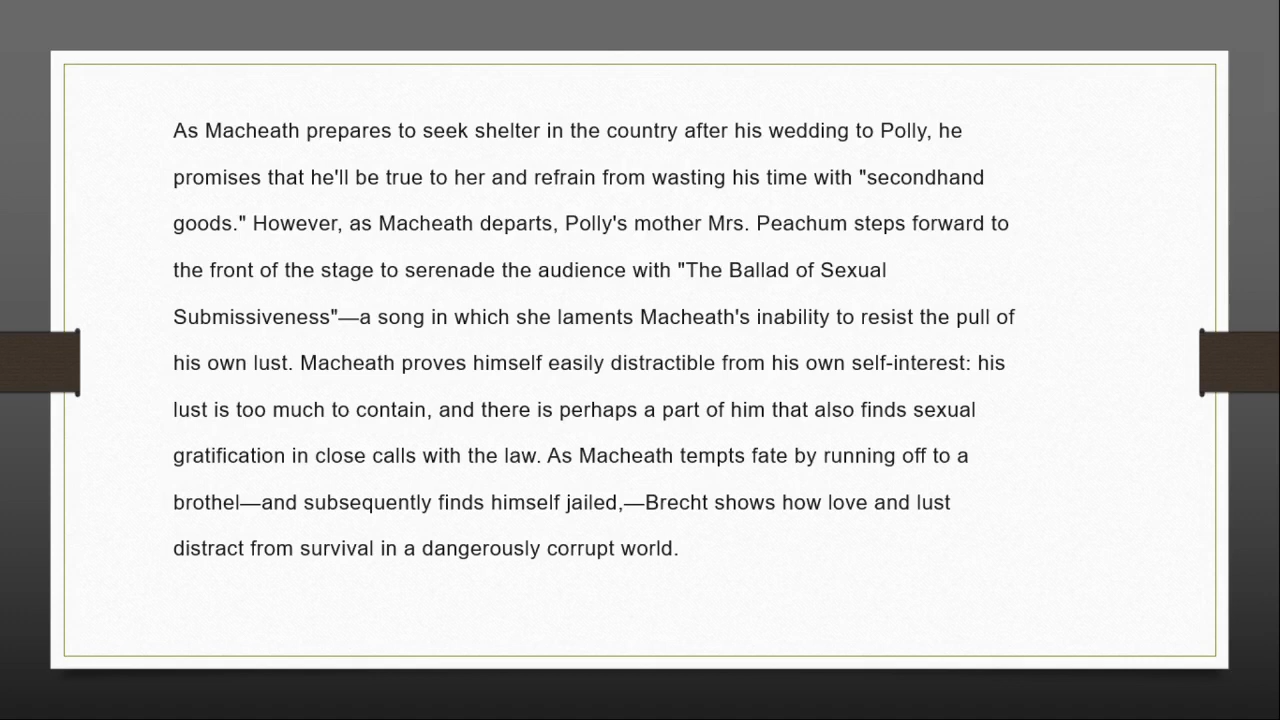 As Macheath prepares to seek shelter in the country after his wedding to Polly, he
promises that he'll be true to her and refrain from wasting his time with "secondhand
goods." However, as Macheath departs, Polly's mother Mrs. Peachum steps forward to
the front of the stage to serenade the audience with "The Ballad of Sexual
Submissiveness"—a song in which she laments Macheath's inability to resist the pull of
his own lust. Macheath proves himself easily distractible from his own self-interest: his
lust is too much to contain, and there is perhaps a part of him that also finds sexual
gratification in close calls with the law. As Macheath tempts fate by running off to a
brothel—and subsequently finds himself jailed,—Brecht shows how love and lust
distract from survival in a dangerously corrupt world.